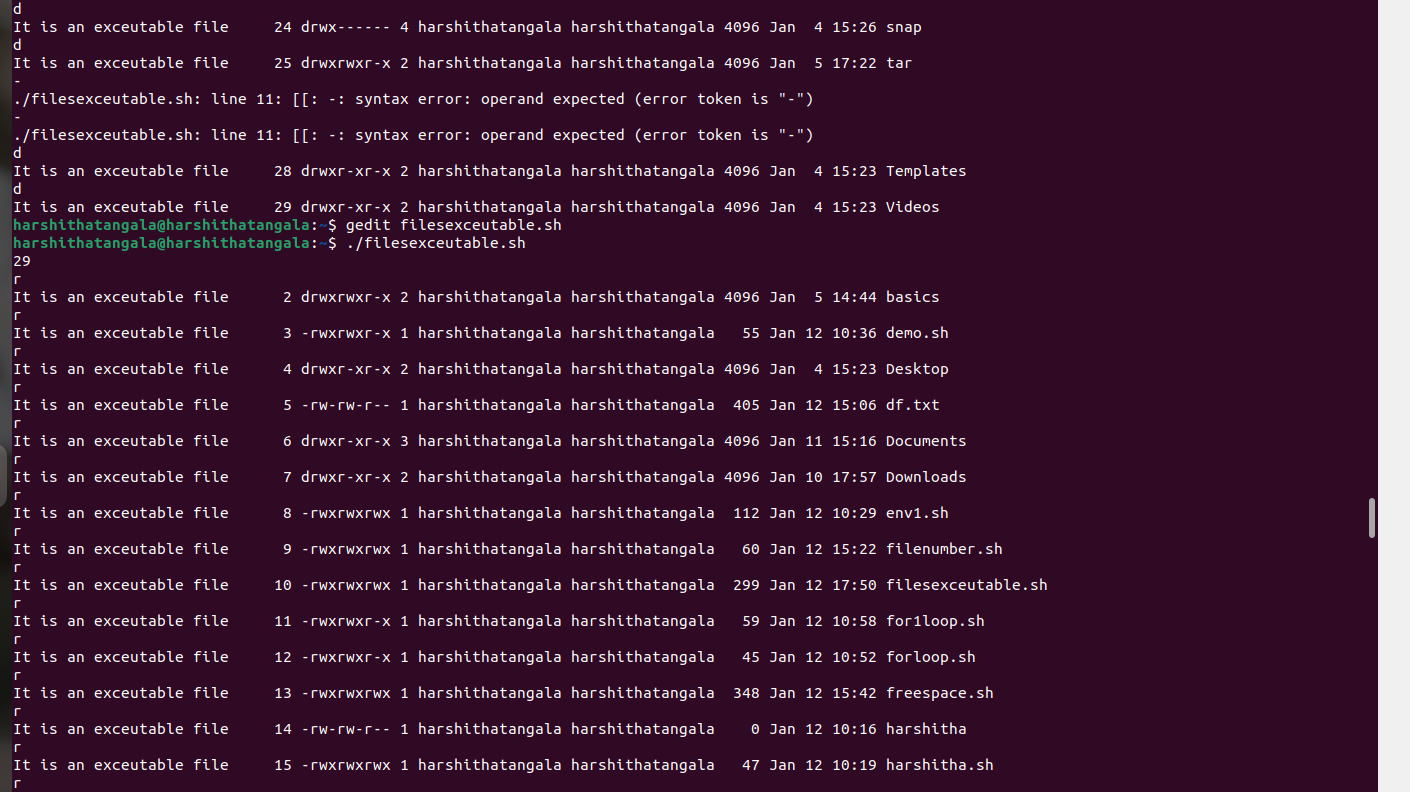 d
It is an exceutable file     24 drwx------ 4 harshithatangala harshithatangala 4096 Jan  4 15:26 snap
d
It is an exceutable file     25 drwxrwxr-x 2 harshithatangala harshithatangala 4096 Jan  5 17:22 tar
-
./filesexceutable.sh: line 11: [[: -: syntax error: operand expected (error token is "-")
-
./filesexceutable.sh: line 11: [[: -: syntax error: operand expected (error token is "-")
d
It is an exceutable file     28 drwxr-xr-x 2 harshithatangala harshithatangala 4096 Jan  4 15:23 Templates
d
It is an exceutable file     29 drwxr-xr-x 2 harshithatangala harshithatangala 4096 Jan  4 15:23 Videos
harshithatangala@harshithatangala:~$ gedit filesexceutable.sh
harshithatangala@harshithatangala:~$ ./filesexceutable.sh
29
r
It is an exceutable file      2 drwxrwxr-x 2 harshithatangala harshithatangala 4096 Jan  5 14:44 basics
r
It is an exceutable file      3 -rwxrwxr-x 1 harshithatangala harshithatangala   55 Jan 12 10:36 demo.sh
r
It is an exceutable file      4 drwxr-xr-x 2 harshithatangala harshithatangala 4096 Jan  4 15:23 Desktop
r
It is an exceutable file      5 -rw-rw-r-- 1 harshithatangala harshithatangala  405 Jan 12 15:06 df.txt
r
It is an exceutable file      6 drwxr-xr-x 3 harshithatangala harshithatangala 4096 Jan 11 15:16 Documents
r
It is an exceutable file      7 drwxr-xr-x 2 harshithatangala harshithatangala 4096 Jan 10 17:57 Downloads
r
It is an exceutable file      8 -rwxrwxrwx 1 harshithatangala harshithatangala  112 Jan 12 10:29 env1.sh
r
It is an exceutable file      9 -rwxrwxrwx 1 harshithatangala harshithatangala   60 Jan 12 15:22 filenumber.sh
r
It is an exceutable file     10 -rwxrwxrwx 1 harshithatangala harshithatangala  299 Jan 12 17:50 filesexceutable.sh
r
It is an exceutable file     11 -rwxrwxr-x 1 harshithatangala harshithatangala   59 Jan 12 10:58 for1loop.sh
r
It is an exceutable file     12 -rwxrwxr-x 1 harshithatangala harshithatangala   45 Jan 12 10:52 forloop.sh
r
It is an exceutable file     13 -rwxrwxrwx 1 harshithatangala harshithatangala  348 Jan 12 15:42 freespace.sh
r
It is an exceutable file     14 -rw-rw-r-- 1 harshithatangala harshithatangala    0 Jan 12 10:16 harshitha
r
It is an exceutable file     15 -rwxrwxrwx 1 harshithatangala harshithatangala   47 Jan 12 10:19 harshitha.sh
r